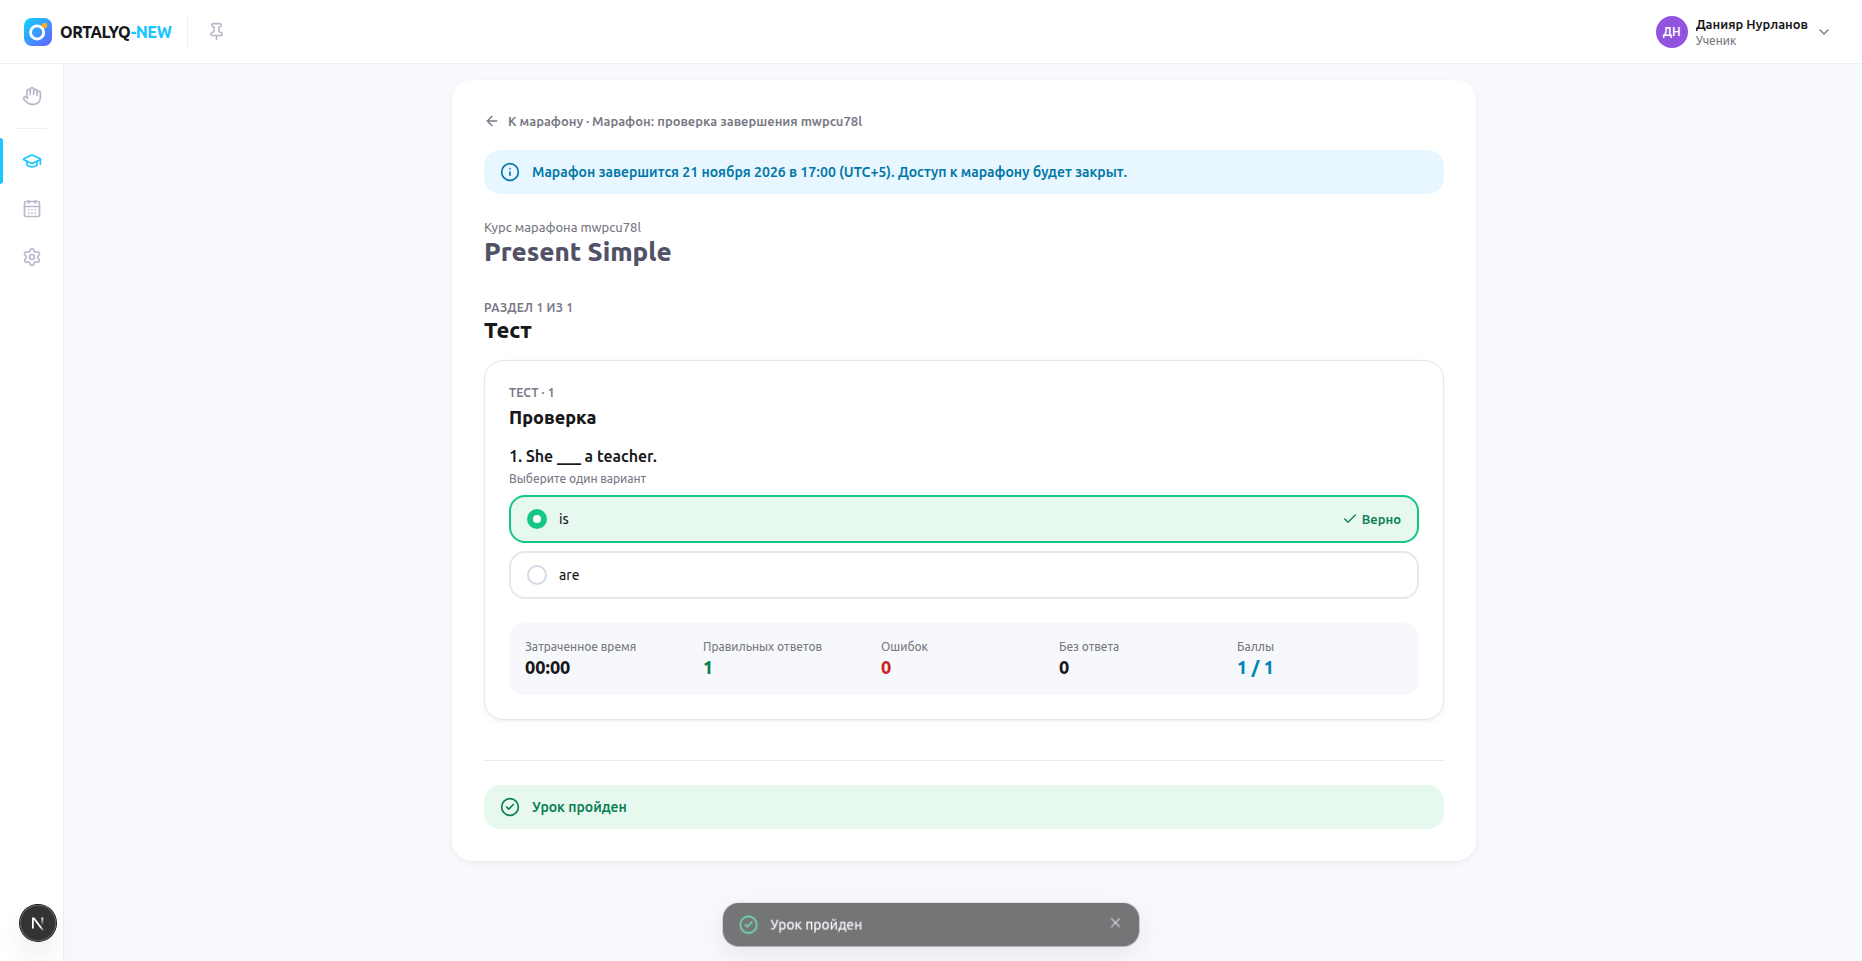 ORTALYQ-NEW
ДН
Данияр Нурланов
Ученик
К марафону · Марафон: проверка завершения mwpcu78l
Марафон завершится 21 ноября 2026 в 17:00 (UTC+5). Доступ к марафону будет закрыт.
Курс марафона mwpcu78l
Present Simple
РАЗДЕЛ 1 ИЗ 1
Тест
ТЕСТ · 1
Проверка
1. She ___ a teacher.
Выберите один вариант
is
Верно
are
Затраченное время Правильных ответов Ошибок Без ответа Баллы
00:00 1 0 0 1 / 1
Урок пройден
Урок пройден
N